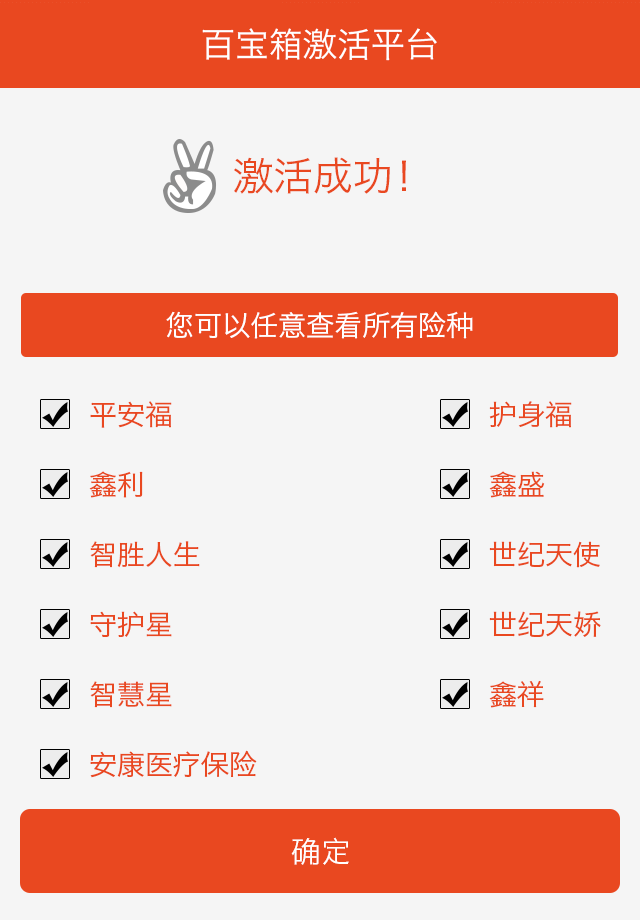 百宝箱激活平台
激活成功！
您可以任意查看所有险种
平安福 护身福
鑫利 鑫盛
智胜人生 世纪天使
守护星 世纪天娇
智慧星 鑫祥
安康医疗保险
确定